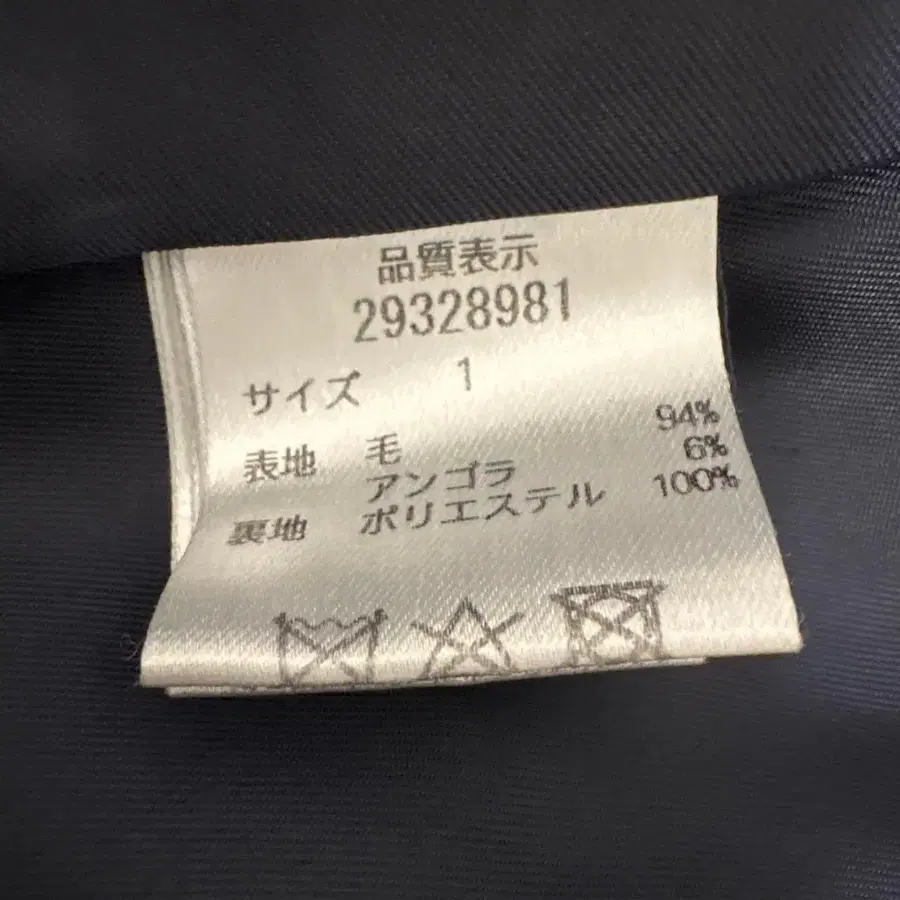 品質表示
29328981
サイズ 1
表地 毛 94%
アンゴラ 6%
裏地 ポリエステル 100%